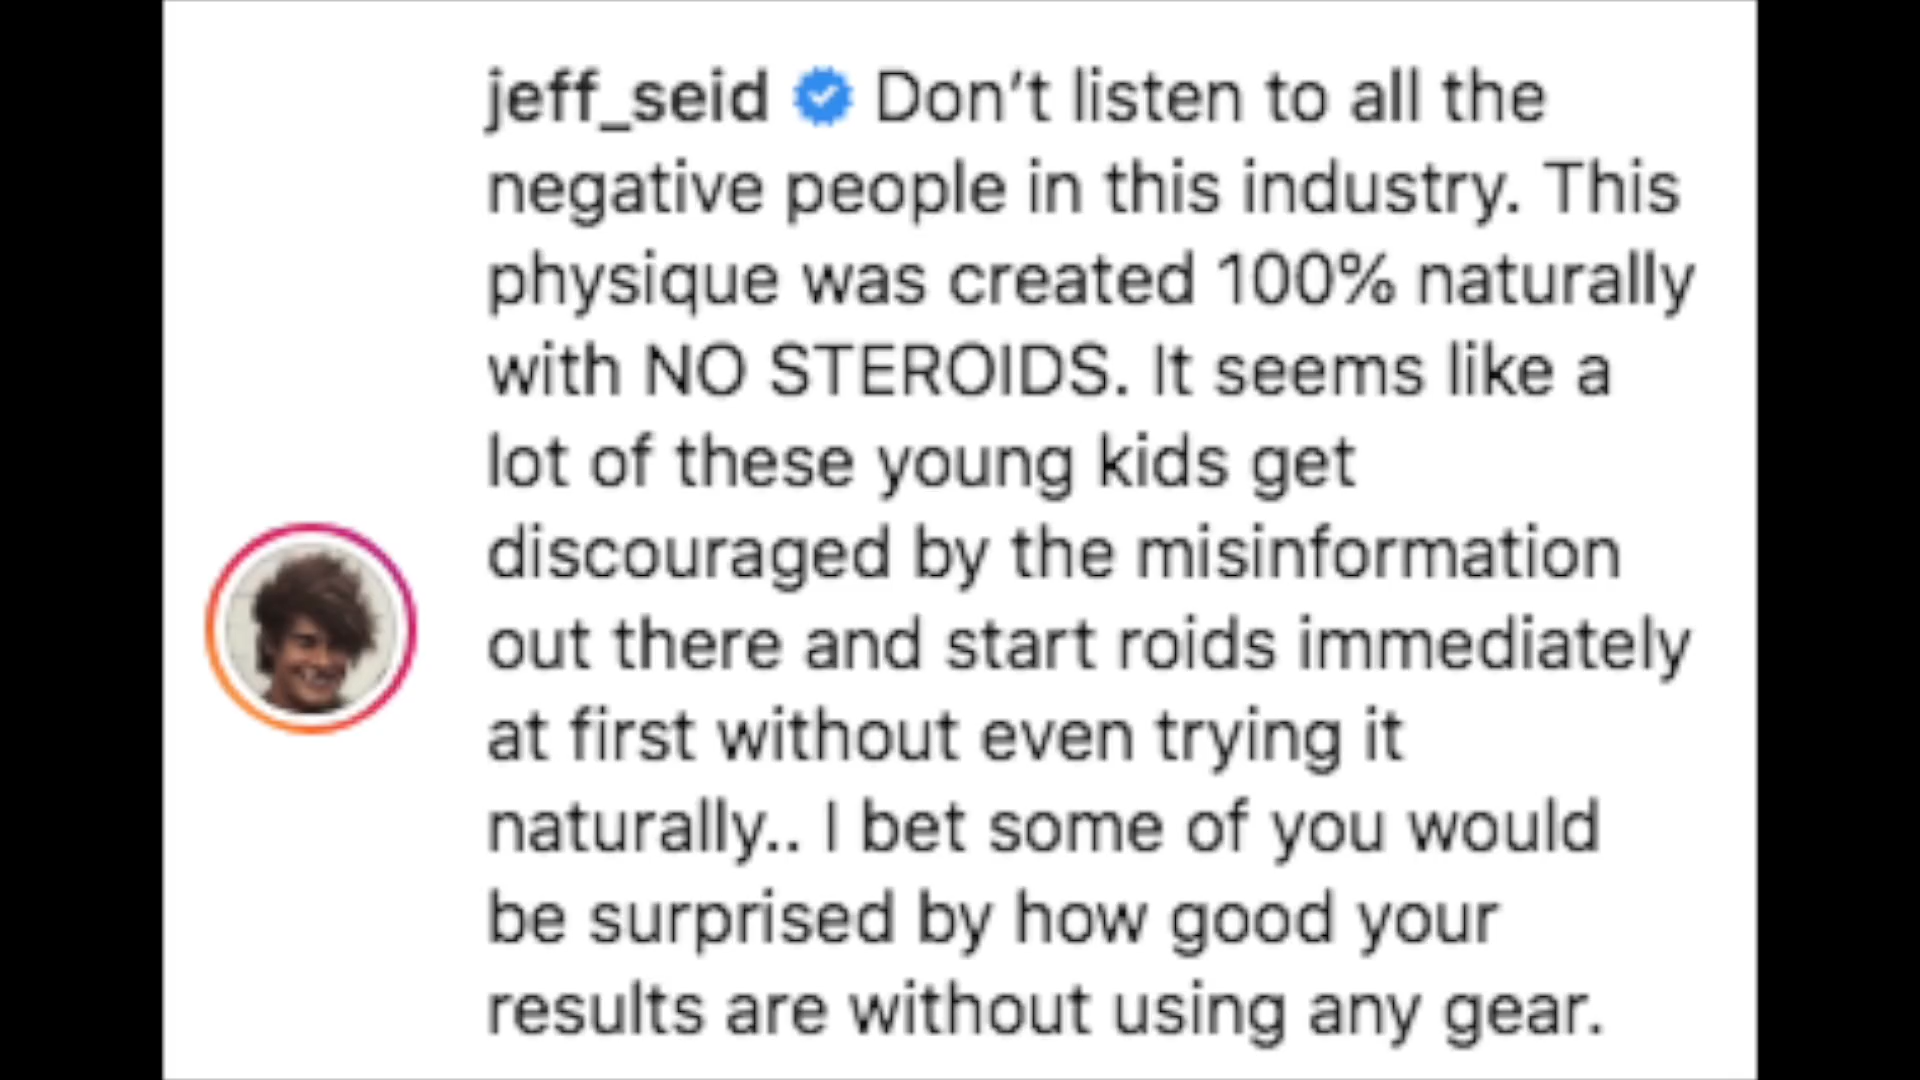 jeff_seid Don’t listen to all the
negative people in this industry. This
physique was created 100% naturally
with NO STEROIDS. It seems like a
lot of these young kids get
discouraged by the misinformation
out there and start roids immediately
at first without even trying it
naturally.. I bet some of you would
be surprised by how good your
results are without using any gear.